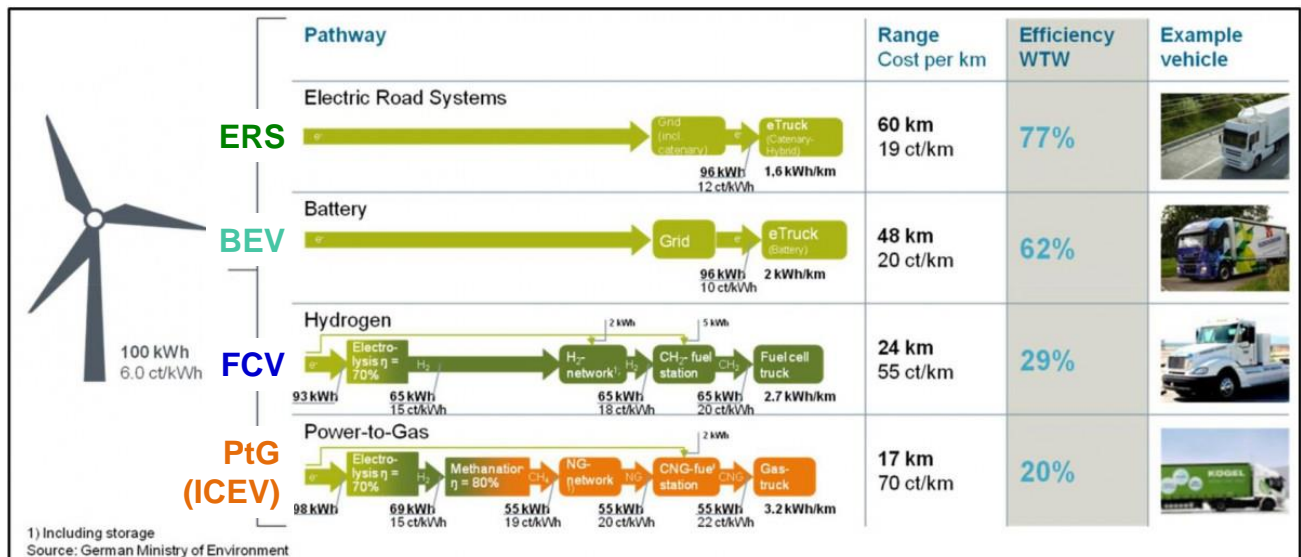 Pathway
Range
Cost per km
Efficiency
WTW
Example
vehicle
100 kWh
6.0 ct/kWh
ERS
Electric Road Systems
e⁻
Grid
(incl.
catenary)
e⁻
eTruck
(Catenary-
Hybrid)
96 kWh
12 ct/kWh
1,6 kWh/km
60 km
19 ct/km
77%
BEV
Battery
e⁻
Grid
e⁻
eTruck
(Battery)
96 kWh
10 ct/kWh
2 kWh/km
48 km
20 ct/km
62%
FCV
Hydrogen
2 kWh
5 kWh
e⁻
Electro-
lysis η =
70%
H₂
H₂-
network¹⁾
H₂
CH₂-fuel
station
CH₂
Fuel cell
truck
93 kWh
65 kWh
15 ct/kWh
65 kWh
18 ct/kWh
65 kWh
20 ct/kWh
2.7 kWh/km
24 km
55 ct/km
29%
PtG
(ICEV)
Power-to-Gas
2 kWh
e⁻
Electro-
lysis η =
70%
H₂
Methanation
η = 80%
CH₄
NG-
network
1)
NG
CNG-fuel
station
CNG
Gas-
truck
98 kWh
69 kWh
15 ct/kWh
55 kWh
19 ct/kWh
55 kWh
20 ct/kWh
55 kWh
22 ct/kWh
3.2 kWh/km
17 km
70 ct/km
20%
KÖGEL
1) Including storage
Source: German Ministry of Environment